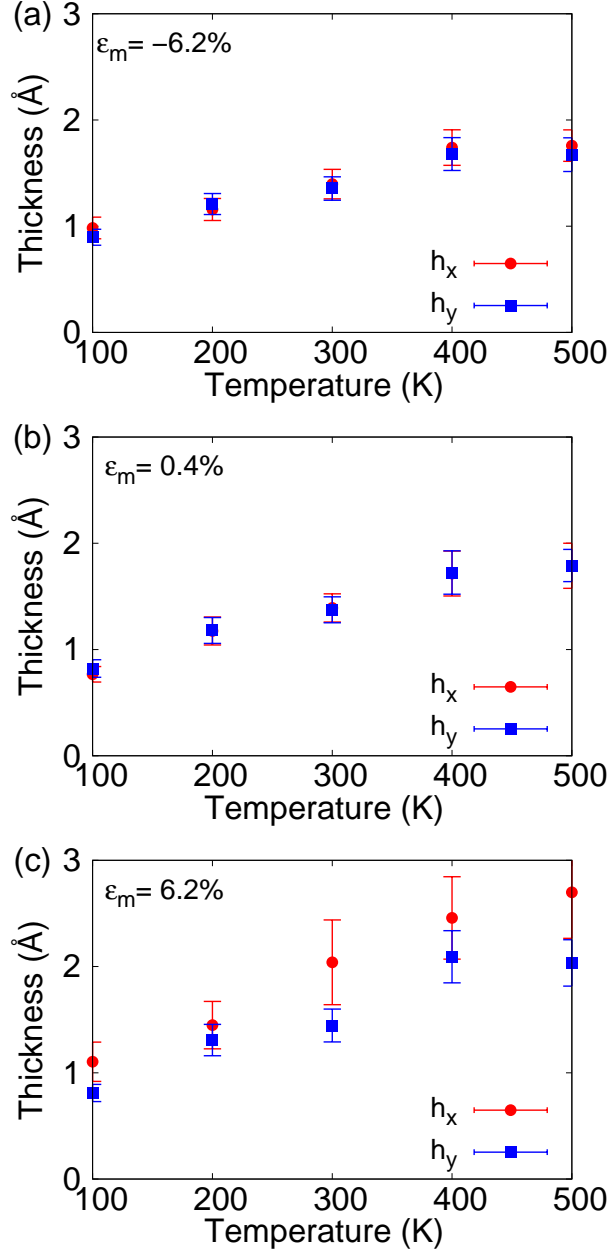 (a)
εm= −6.2%
3
2
1
0
Thickness (Å)
hx
hy
100 200 300 400 500
Temperature (K)
(b)
εm= 0.4%
3
2
1
0
Thickness (Å)
hx
hy
100 200 300 400 500
Temperature (K)
(c)
εm= 6.2%
3
2
1
0
Thickness (Å)
hx
hy
100 200 300 400 500
Temperature (K)